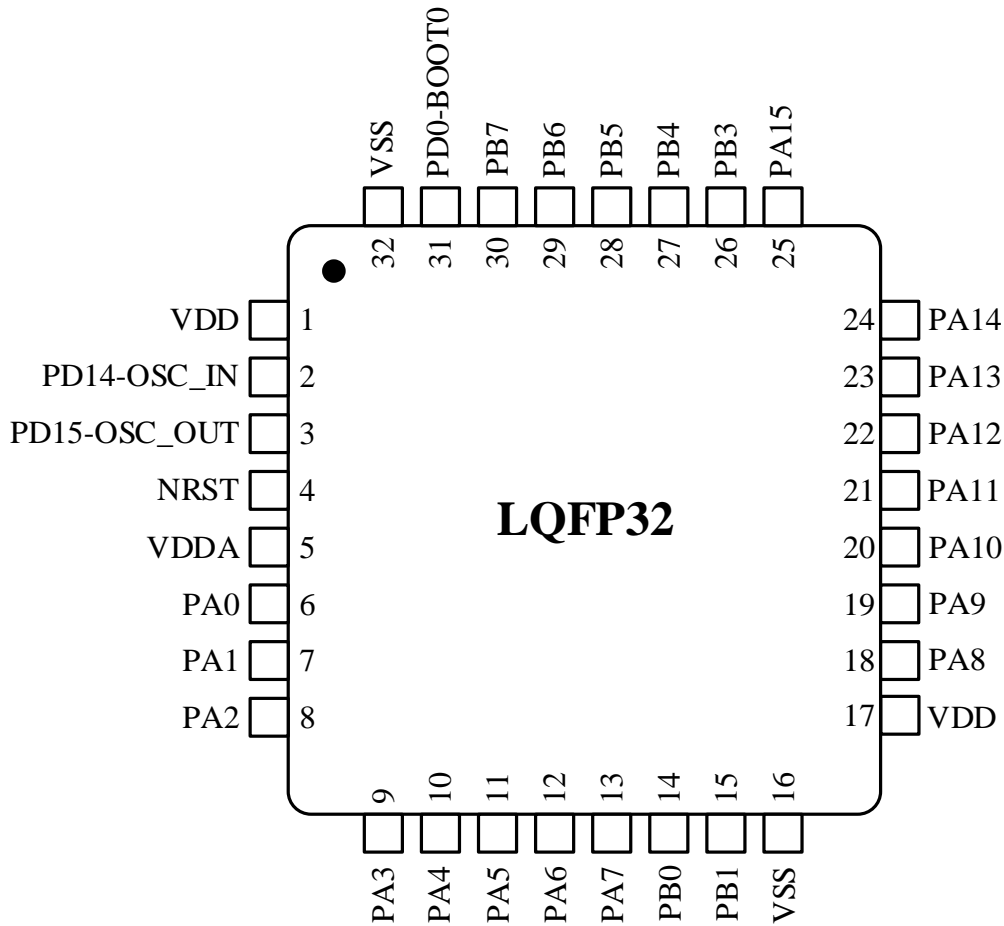 VSS
PD0-BOOT0
PB7
PB6
PB5
PB4
PB3
PA15
32
31
30
29
28
27
26
25
VDD 1
PD14-OSC_IN 2
PD15-OSC_OUT 3
NRST 4
VDDA 5
PA0 6
PA1 7
PA2 8
LQFP32
24 PA14
23 PA13
22 PA12
21 PA11
20 PA10
19 PA9
18 PA8
17 VDD
9
10
11
12
13
14
15
16
PA3
PA4
PA5
PA6
PA7
PB0
PB1
VSS